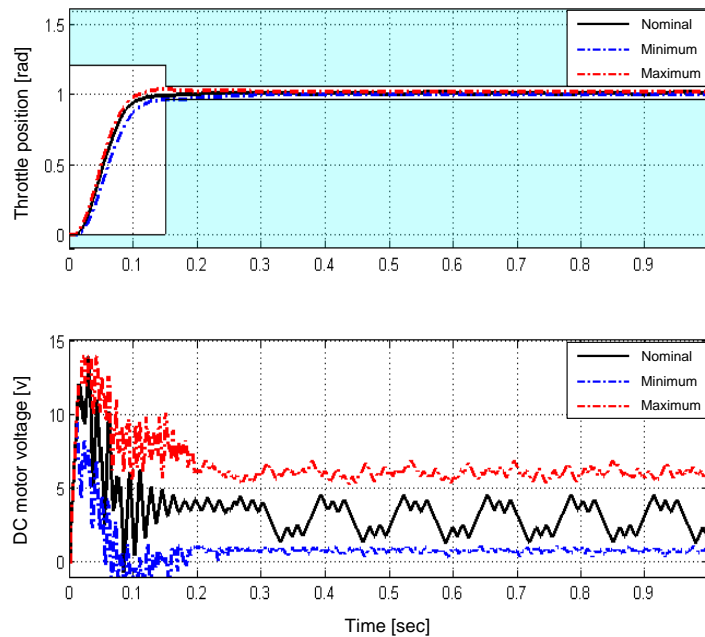 Throttle position [rad]
1.5
1
0.5
0
0 0.1 0.2 0.3 0.4 0.5 0.6 0.7 0.8 0.9
Nominal
Minimum
Maximum
DC motor voltage [v]
15
10
5
0
0 0.1 0.2 0.3 0.4 0.5 0.6 0.7 0.8 0.9
Nominal
Minimum
Maximum
Time [sec]